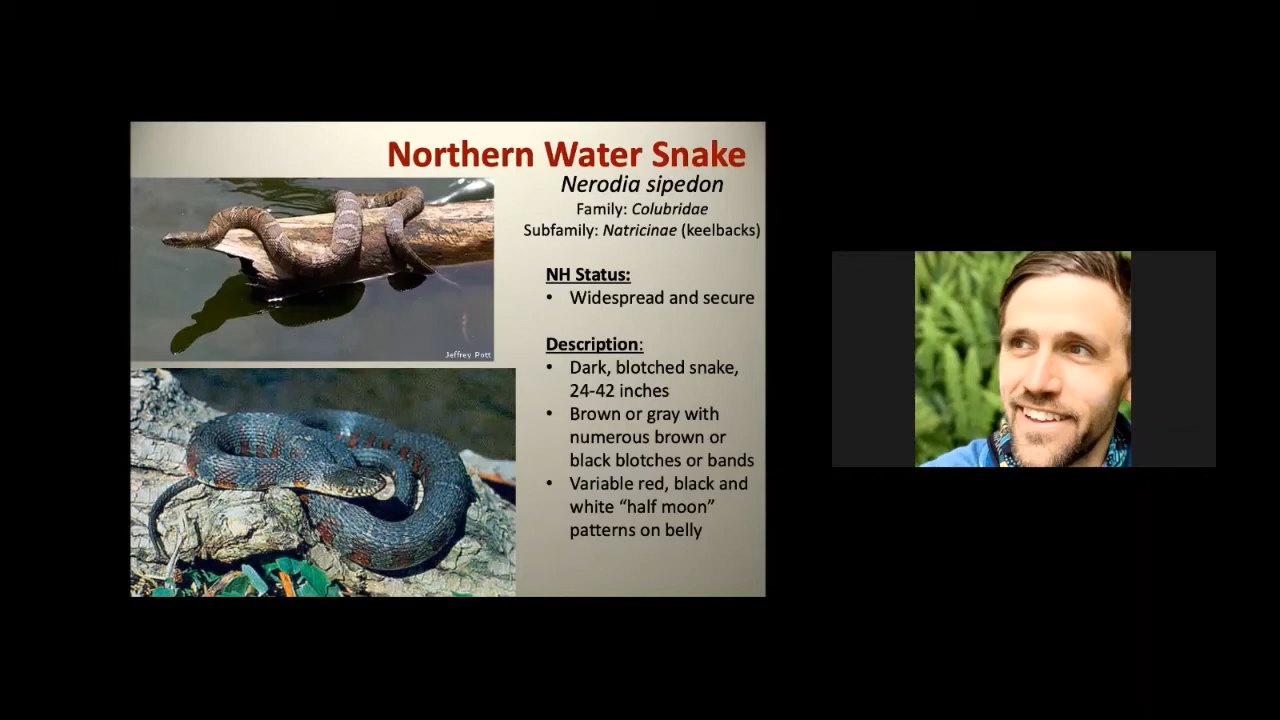 Northern Water Snake
Nerodia sipedon
Family: Colubridae
Subfamily: Natricinae (keelbacks)
NH Status:
• Widespread and secure
Description:
• Dark, blotched snake,
24-42 inches
• Brown or gray with
numerous brown or
black blotches or bands
• Variable red, black and
white “half moon”
patterns on belly
Jeffrey Pott